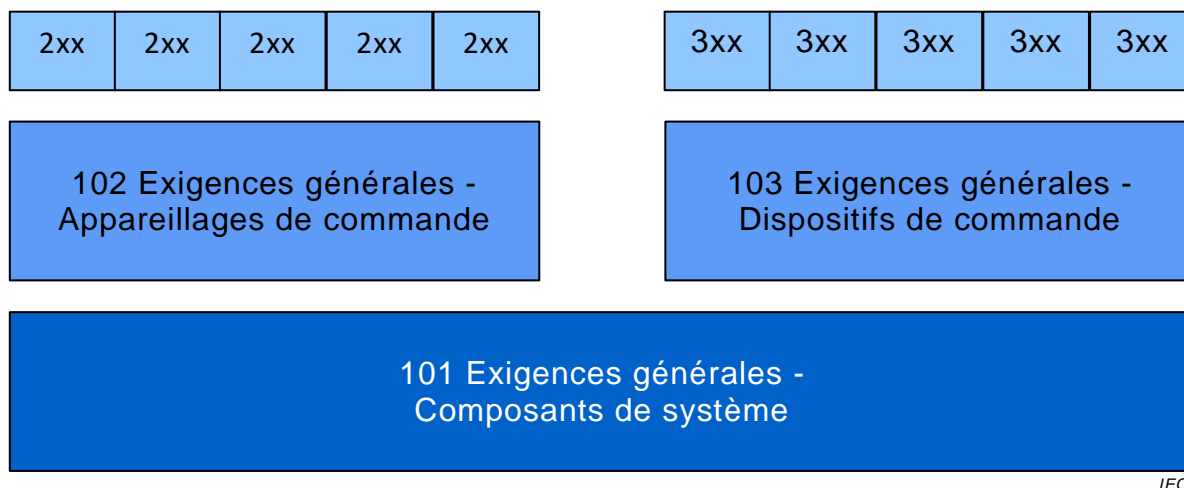 2xx 2xx 2xx 2xx 2xx 3xx 3xx 3xx 3xx 3xx
102 Exigences générales -
Appareillages de commande
103 Exigences générales -
Dispositifs de commande
101 Exigences générales -
Composants de système
IEC